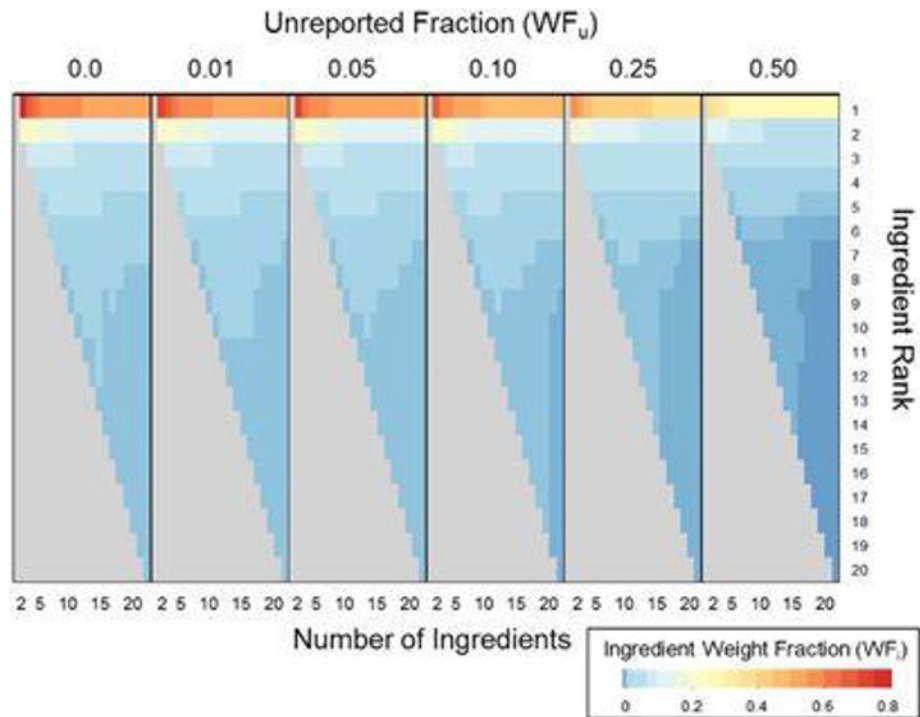 Unreported Fraction (WFu)
0.0 0.01 0.05 0.10 0.25 0.50
1
2
3
4
5
6
7
8
9
10
11
12
13
14
15
16
17
18
19
20
Ingredient Rank
2 5 10 15 20 2 5 10 15 20 2 5 10 15 20 2 5 10 15 20 2 5 10 15 20 2 5 10 15 20
Number of Ingredients
Ingredient Weight Fraction (WFi)
0 0.2 0.4 0.6 0.8